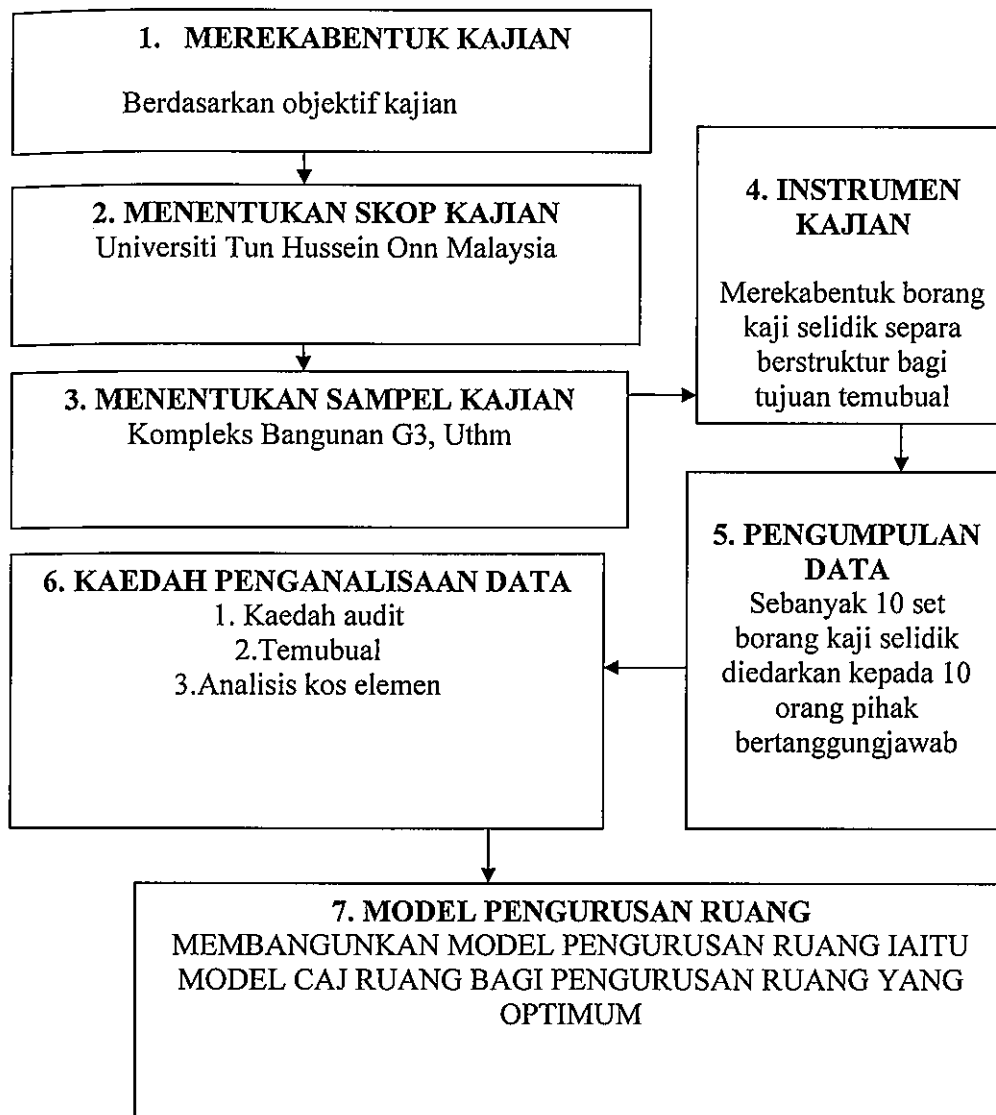 1. MEREKABENTUK KAJIAN
Berdasarkan objektif kajian
2. MENENTUKAN SKOP KAJIAN
Universiti Tun Hussein Onn Malaysia
3. MENENTUKAN SAMPEL KAJIAN
Kompleks Bangunan G3, Uthm
4. INSTRUMEN
KAJIAN
Merekabentuk borang
kaji selidik separa
berstruktur bagi
tujuan temubual
5. PENGUMPULAN
DATA
Sebanyak 10 set
borang kaji selidik
diedarkan kepada 10
orang pihak
bertanggungjawab
6. KAEDAH PENGANALISAAN DATA
1. Kaedah audit
2.Temubual
3.Analisis kos elemen
7. MODEL PENGURUSAN RUANG
MEMBANGUNKAN MODEL PENGURUSAN RUANG IAITU
MODEL CAJ RUANG BAGI PENGURUSAN RUANG YANG
OPTIMUM